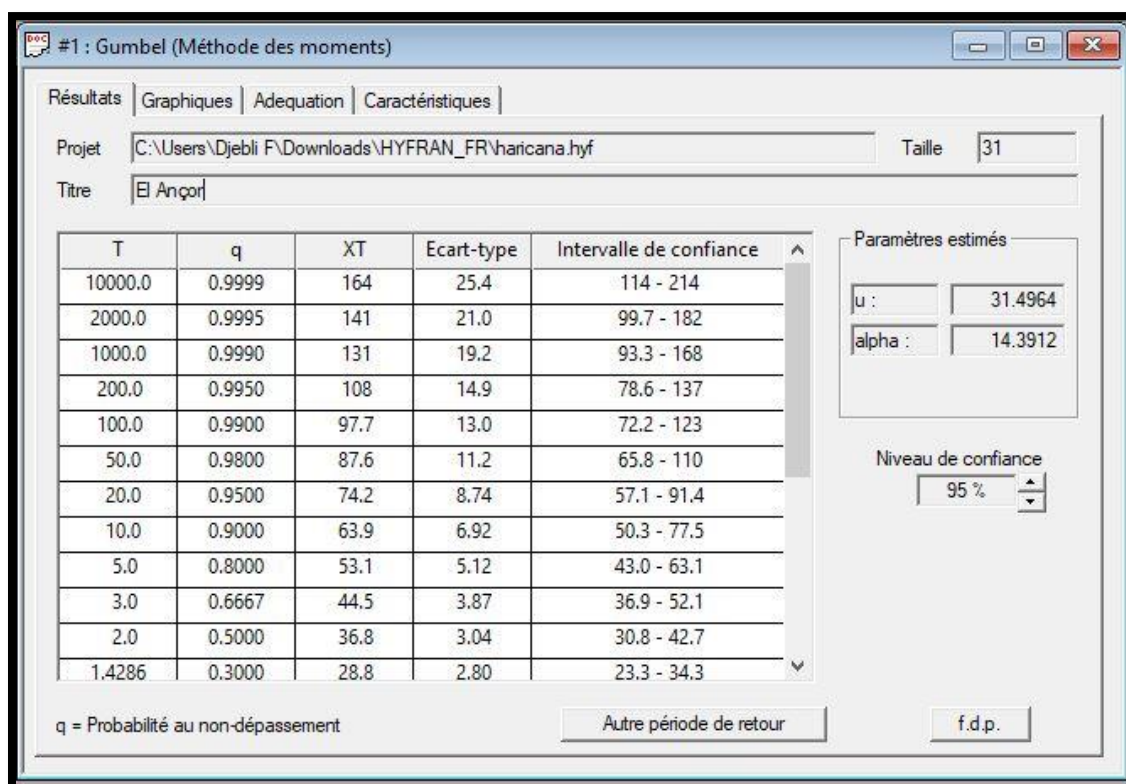 DOC #1 : Gumbel (Méthode des moments)
Résultats Graphiques Adequation Caractéristiques
Projet C:\Users\Djebli F\Downloads\HYFRAN_FR\haricana.hyf Taille 31
Titre El Ançor
T q XT Ecart-type Intervalle de confiance
10000.0 0.9999 164 25.4 114 - 214
2000.0 0.9995 141 21.0 99.7 - 182
1000.0 0.9990 131 19.2 93.3 - 168
200.0 0.9950 108 14.9 78.6 - 137
100.0 0.9900 97.7 13.0 72.2 - 123
50.0 0.9800 87.6 11.2 65.8 - 110
20.0 0.9500 74.2 8.74 57.1 - 91.4
10.0 0.9000 63.9 6.92 50.3 - 77.5
5.0 0.8000 53.1 5.12 43.0 - 63.1
3.0 0.6667 44.5 3.87 36.9 - 52.1
2.0 0.5000 36.8 3.04 30.8 - 42.7
1.4286 0.3000 28.8 2.80 23.3 - 34.3
Paramètres estimés
u : 31.4964
alpha : 14.3912
Niveau de confiance
95 %
q = Probabilité au non-dépassement
Autre période de retour
f.d.p.